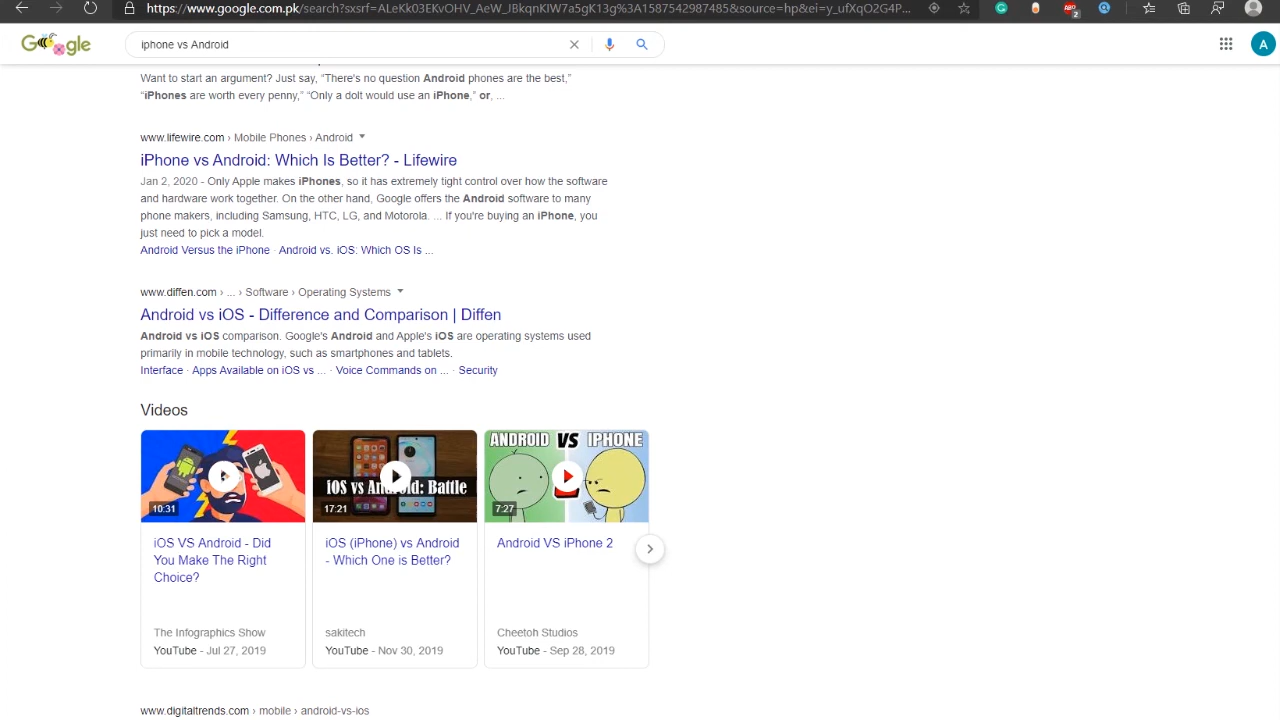 https://www.google.com.pk/search?sxsrf=ALeKk03EKvOHV_AeW_JBkqnKIW7a5gK13g%3A1587542987485&source=hp&ei=y_ufXqO2G4P...
ABP
2
Google
iphone vs Android
A
Want to start an argument? Just say, “There's no question Android phones are the best,”
“iPhones are worth every penny,” “Only a dolt would use an iPhone,” or, ...
www.lifewire.com › Mobile Phones › Android
iPhone vs Android: Which Is Better? - Lifewire
Jan 2, 2020 - Only Apple makes iPhones, so it has extremely tight control over how the software
and hardware work together. On the other hand, Google offers the Android software to many
phone makers, including Samsung, HTC, LG, and Motorola. ... If you're buying an iPhone, you
just need to pick a model.
Android Versus the iPhone · Android vs. iOS: Which OS Is ...
www.diffen.com › ... › Software › Operating Systems
Android vs iOS - Difference and Comparison | Diffen
Android vs iOS comparison. Google's Android and Apple's iOS are operating systems used
primarily in mobile technology, such as smartphones and tablets.
Interface · Apps Available on iOS vs ... · Voice Commands on ... · Security
Videos
10:31
iOS vs Android: Battle
17:21
ANDROID VS IPHONE
7:27
iOS VS Android - Did
You Make The Right
Choice?
The Infographics Show
YouTube - Jul 27, 2019
iOS (iPhone) vs Android
- Which One is Better?
sakitech
YouTube - Nov 30, 2019
Android VS iPhone 2
Cheetoh Studios
YouTube - Sep 28, 2019
www.digitaltrends.com › mobile › android-vs-ios